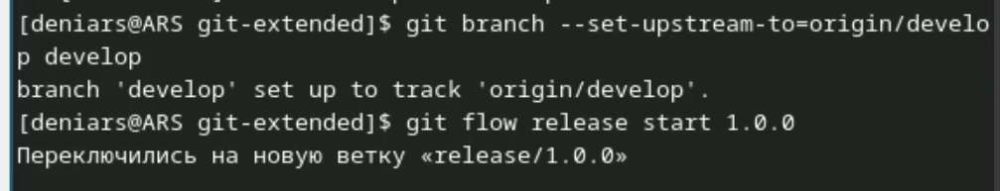 [deniars@ARS git-extended]$ git branch --set-upstream-to=origin/develo
p develop
branch 'develop' set up to track 'origin/develop'.
[deniars@ARS git-extended]$ git flow release start 1.0.0
Переключились на новую ветку «release/1.0.0»